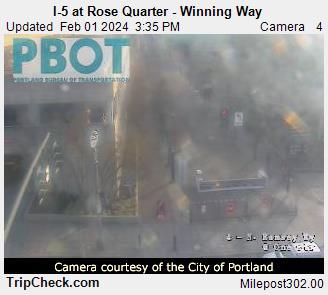 I-5 at Rose Quarter - Winning Way
Updated Feb 01 2024 3:35 PM Camera 4
PBOT
PORTLAND BUREAU OF TRANSPORTATION
Camera courtesy of the City of Portland
TripCheck.com Milepost302.00